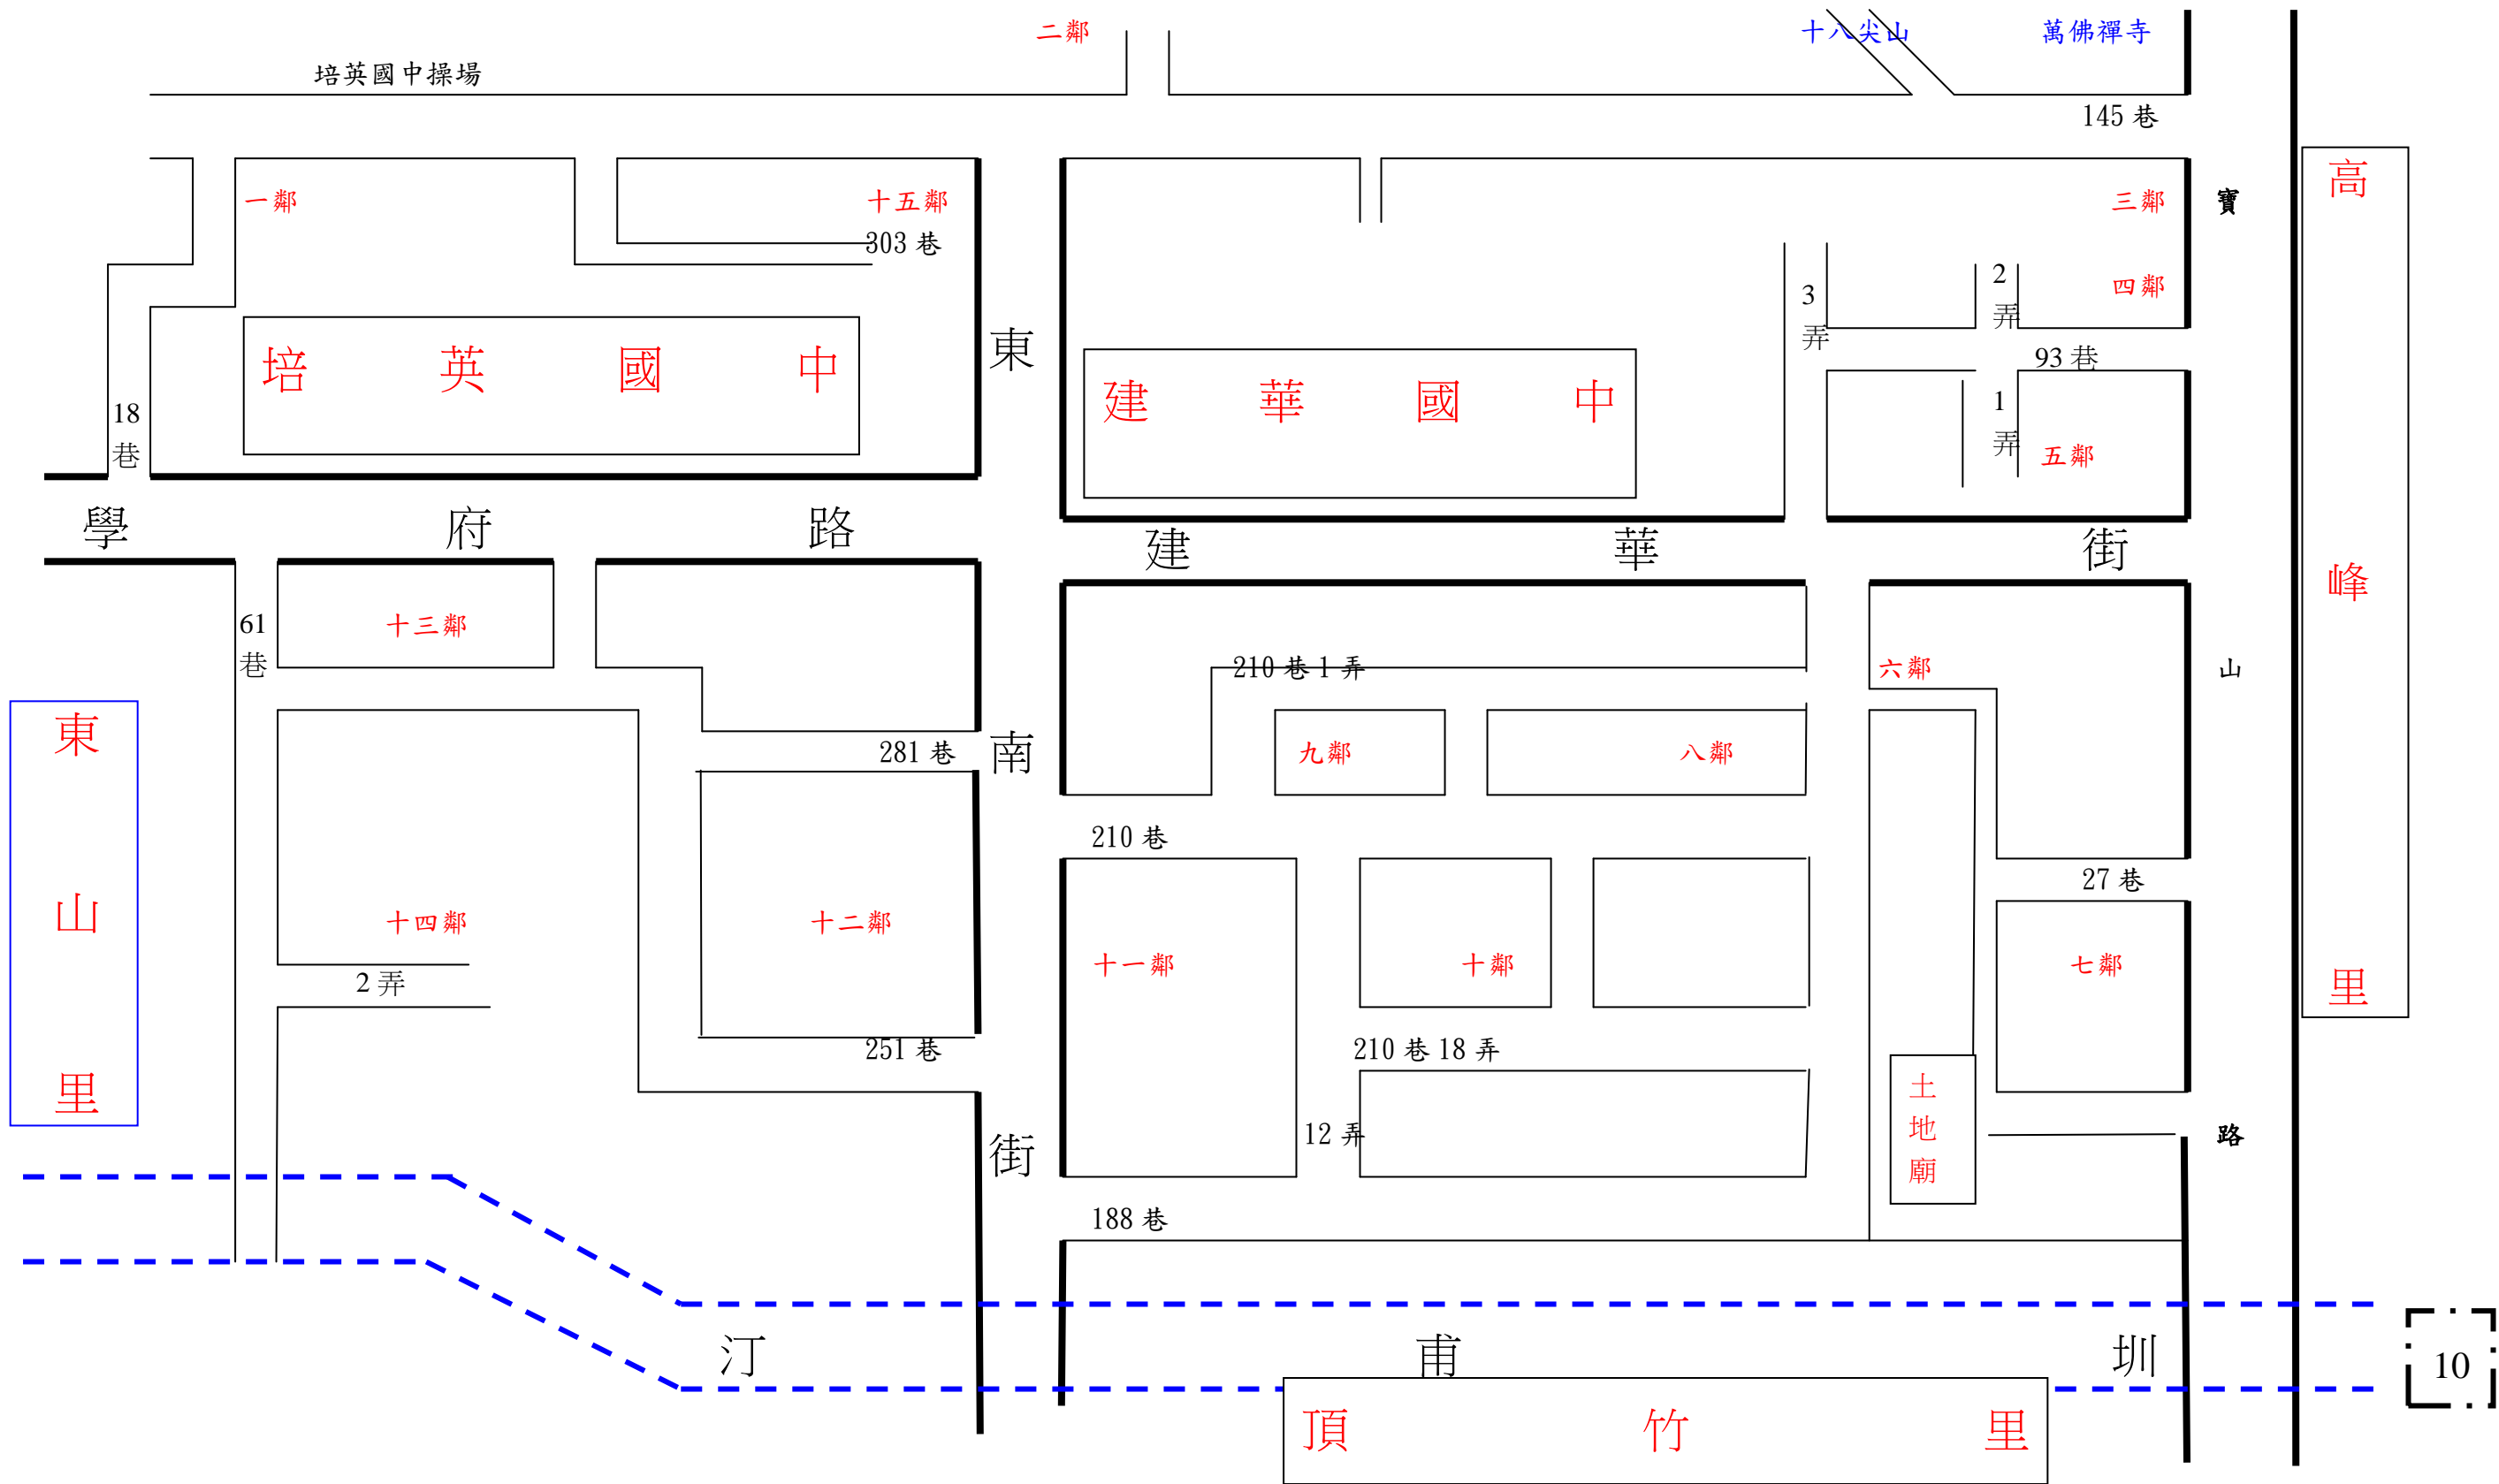 二鄰
十八尖山
萬佛禪寺
培英國中操場
145 巷
一鄰
十五鄰
三鄰
寶
山
路
高
峰
里
303 巷
四鄰
2
弄
3
弄
93 巷
培英國中
東
南
街
建華國中
18
巷
1
弄
五鄰
學府路
建華街
61
巷
十三鄰
210 巷 1 弄
六鄰
東
山
里
281 巷
九鄰
八鄰
210 巷
27 巷
十四鄰
十二鄰
十一鄰
十鄰
七鄰
2 弄
251 巷
210 巷 18 弄
土
地
廟
12 弄
188 巷
汀甫圳
10
頂竹里